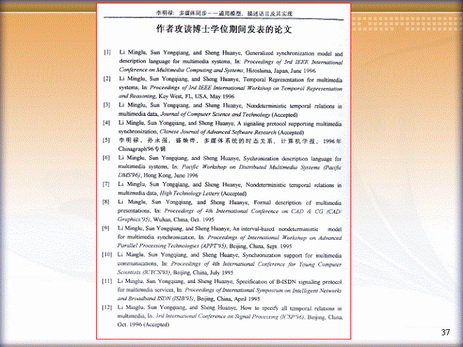 李明禄：多媒体同步——通用模型、描述语言及其实现
作者攻读博士学位期间发表的论文
[1] Li Minglu, Sun Yongqiang, and Sheng Huanye, Generalized synchronization model and
description language for multimedia systems, In: Proceedings of 3rd IEEE International
Conference on Multimedia Computing and Systems, Hiroshima, Japan, June 1996
[2] Li Minglu, Sun Yongqiang, and Sheng Huanye, Temporal Representation for multimedia
systems, In: Proceedings of 3rd IEEE International Workshop on Temporal Representation
and Reasoning, Key West, FL, USA, May 1996
[3] Li Minglu, Sun Yongqiang, and Sheng Huanye, Nondeterministic temporal relations in
multimedia data, Journal of Computer Science and Technology (Accepted)
[4] Li Minglu, Sun Yongqiang, and Sheng Huanye, A signaling protocol supporting multimedia
synchronization, Chinese Journal of Advanced Software Research (Accepted)
[5] 李明禄，孙永强，盛焕烨，多媒体系统的时态关系，计算机学报，1996年
Chinagraph'96专辑
[6] Li Minglu, Sun Yongqiang, and Sheng Huanye, Sychronization description language for
multimedia systems, In: Pacific Workshop on Distributed Multimedia Systems (Pacific
DMS'96), Hong Kong, June 1996
[7] Li Minglu, Sun Yongqiang, and Sheng Huanye, Nondeterministic temporal relations in
multimedia data, High Technology Letters (Accepted)
[8] Li Minglu, Sun Yongqiang, and Sheng Huanye, Formal description of multimedia
presentations, In: Proceedings of 4th International Conference on CAD & CG (CAD/
Graphics'95), Wuhan, China, Oct. 1995
[9] Li Minglu, Sun Yongqiang, and Sheng Huanye, An interval-based nondeterministic model
for multimedia synchronization, In: Proceedings of International Workshop on Advanced
Parallel Processing Technologies (APPT'95), Beijing, China, Sept. 1995
[10] Li Minglu, Sun Yongqiang, and Sheng Huanye, Synchronization support for multimedia
communications, In: Proceedings of 4th International Conference for Young Computer
Scientists (ICYCS'95), Beijing, China, July 1995
[11] Li Minglu, Sun Yongqiang, and Sheng Huanye, Specification of B-ISDN signaling protocol
for multimedia services, In: Proceedings of International Symposium on Intelligent Networks
and Broadband ISDN (ISIB'95), Beijing, China, April 1995
[12] Li Minglu, Sun Yongqiang, and Sheng Huanye, How to specify all temporal relations in
multimedia, In: 3rd International Conference on Signal Processing (ICSP'96), Beijing, China,
Oct. 1996 (Accepted)
37